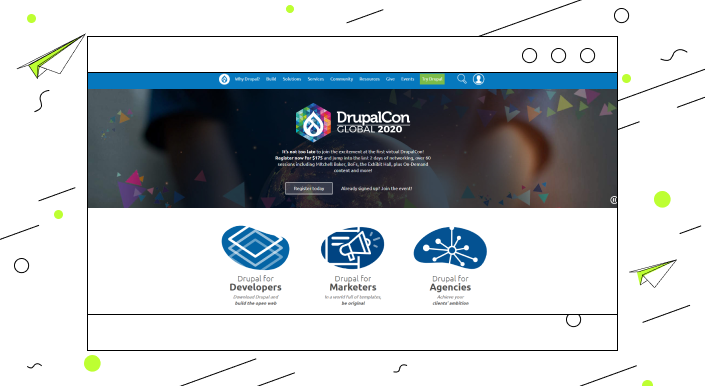 Why Drupal? Build Solutions Services Community Resources Give Events Try Drupal
DrupalCon
GLOBAL 2020
It's not too late to join the excitement at the first virtual DrupalCon!
Register now for $175 and jump into the last 2 days of networking, over 60
sessions including Mitchell Baker, BoFs, the Exhibit Hall, plus On-Demand
content and more!
Register today Already signed up? Join the event!
Drupal for Drupal for Drupal for
Developers Marketers Agencies
Download Drupal and In a world full of templates, Achieve your
build the open web be original clients' ambition